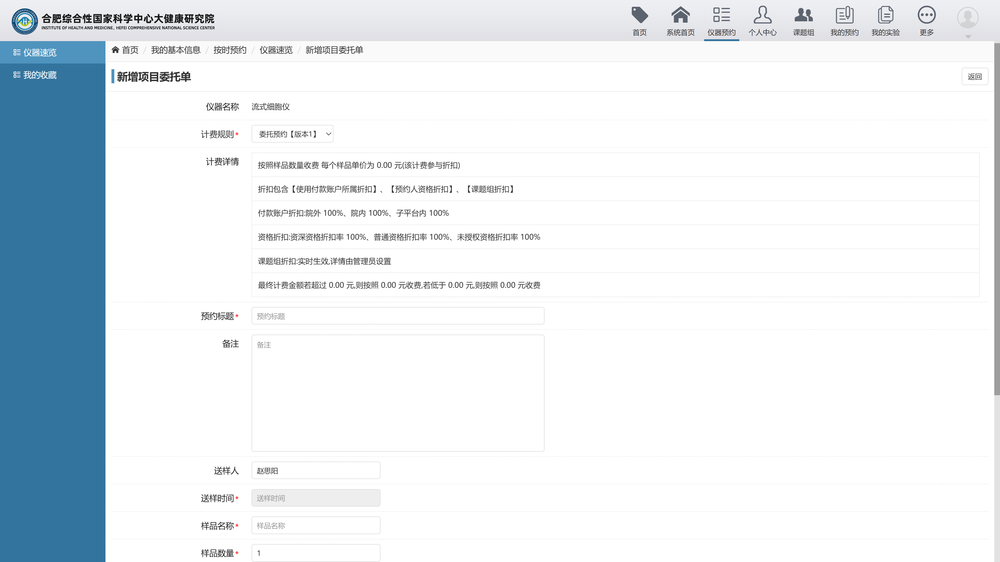 合肥综合性国家科学中心大健康研究院
INSTITUTE OF HEALTH AND MEDICINE, HEFEI COMPREHENSIVE NATIONAL SCIENCE CENTER
首页
系统首页
仪器预约
个人中心
课题组
我的预约
我的实验
更多
仪器速览
我的收藏
首页 / 我的基本信息 / 按时预约 / 仪器速览 / 新增项目委托单
新增项目委托单
返回
仪器名称 流式细胞仪
计费规则* 委托预约【版本1】
计费详情
按照样品数量收费 每个样品单价为 0.00 元(该计费参与折扣)
折扣包含【使用付款账户所属折扣】、【预约人资格折扣】、【课题组折扣】
付款账户折扣:院外 100%、院内 100%、子平台内 100%
资格折扣:资深资格折扣率 100%、普通资格折扣率 100%、未授权资格折扣率 100%
课题组折扣:实时生效,详情由管理员设置
最终计费金额若超过 0.00 元,则按照 0.00 元收费,若低于 0.00 元,则按照 0.00 元收费
预约标题* 预约标题
备注 备注
送样人 赵思阳
送样时间* 送样时间
样品名称* 样品名称
样品数量* 1